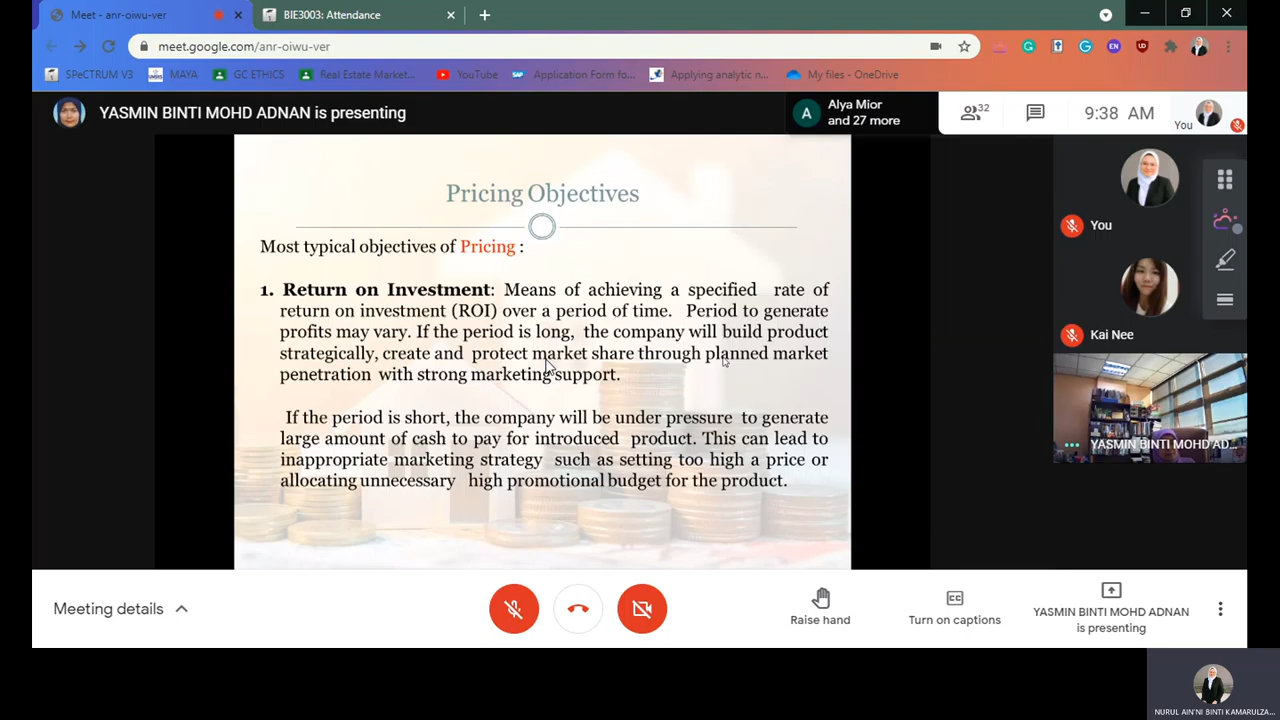 Meet - anr-oiwu-ver
BIE3003: Attendance
meet.google.com/anr-oiwu-ver
SPeCTRUM V3
MAYA
GC ETHICS
Real Estate Market...
YouTube
Application Form fo...
Applying analytic n...
My files - OneDrive
YASMIN BINTI MOHD ADNAN is presenting
A
Alya Mior
and 27 more
32
9:38 AM
You
Pricing Objectives
Most typical objectives of Pricing :
1. Return on Investment: Means of achieving a specified rate of
return on investment (ROI) over a period of time. Period to generate
profits may vary. If the period is long, the company will build product
strategically, create and protect market share through planned market
penetration with strong marketing support.
If the period is short, the company will be under pressure to generate
large amount of cash to pay for introduced product. This can lead to
inappropriate marketing strategy such as setting too high a price or
allocating unnecessary high promotional budget for the product.
You
Kai Nee
YASMIN BINTI MOHD AD...
Meeting details
Raise hand
CC
Turn on captions
YASMIN BINTI MOHD ADNAN
is presenting
NURUL AIN'NI BINTI KAMARULZA...